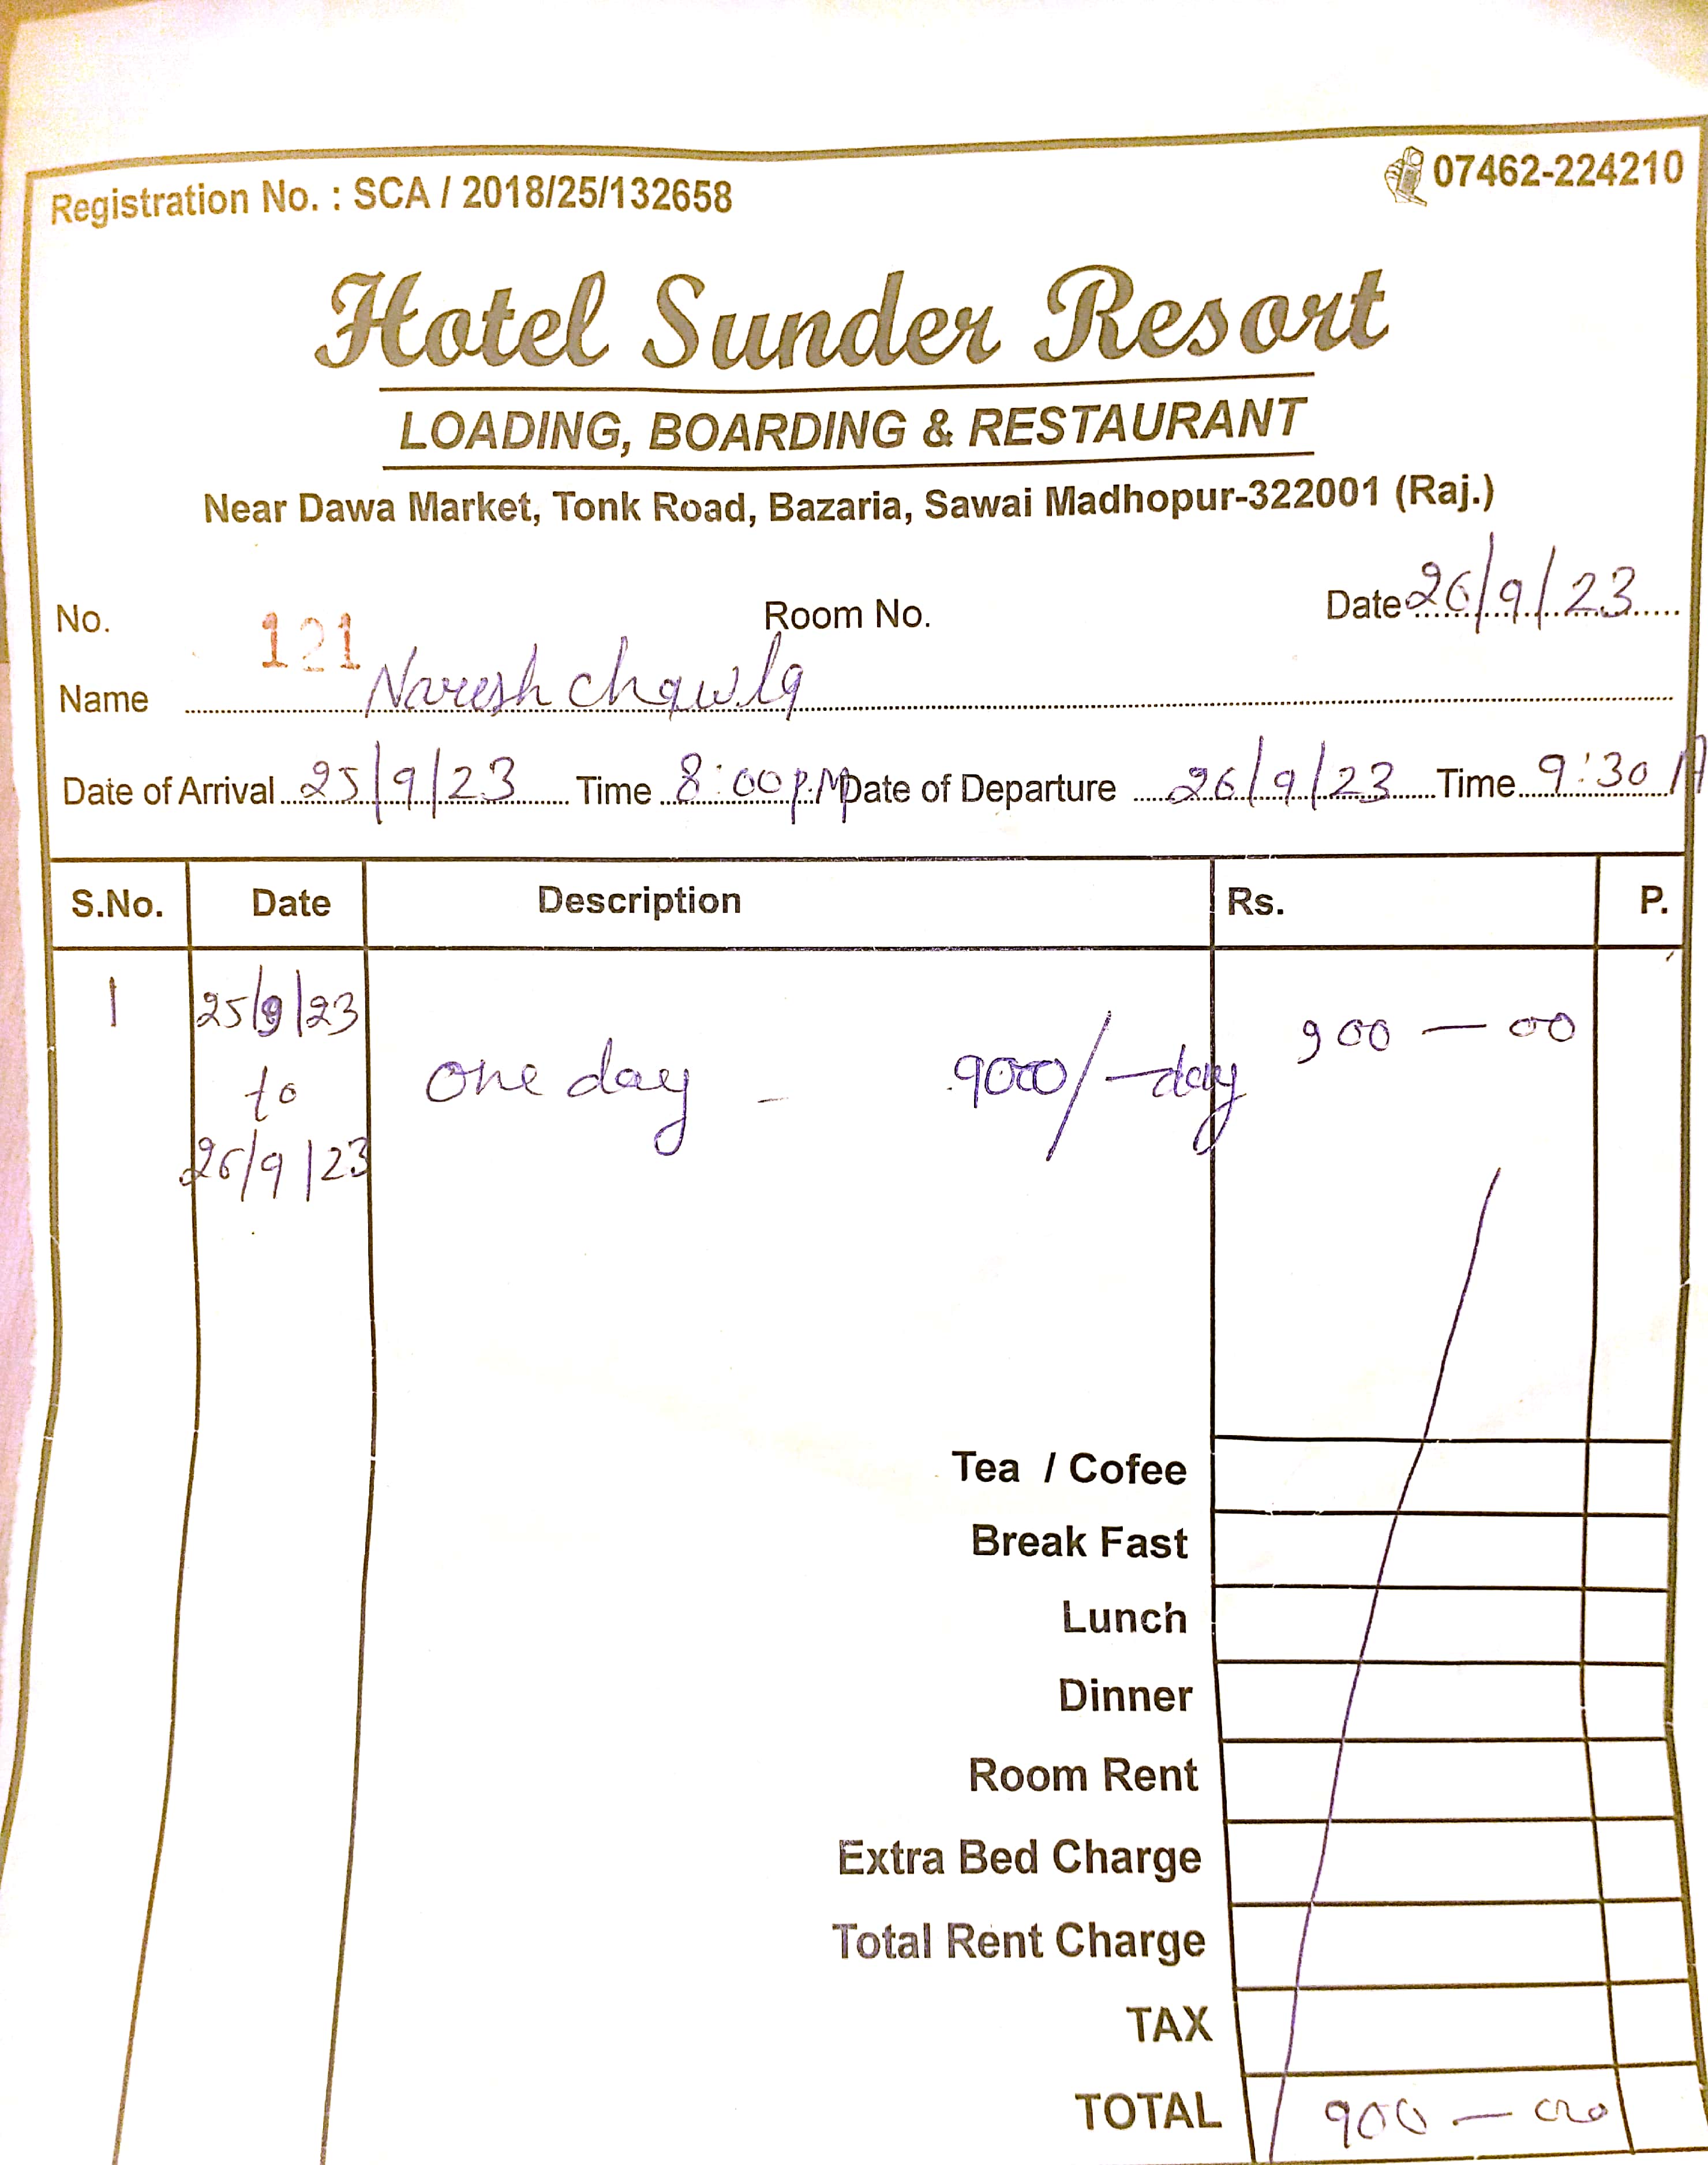 Registration No. : SCA / 2018/25/132658 07462-224210
Hotel Sunder Resort
LOADING, BOARDING & RESTAURANT
Near Dawa Market, Tonk Road, Bazaria, Sawai Madhopur-322001 (Raj.)
No. 121 Room No. Date 26/9/23
Name Naresh chawla
Date of Arrival 25/9/23 Time 8:00 P.M Date of Departure 26/9/23 Time 9:30 A
S.No. Date Description Rs. P.
1 25/9/23 900 — 00
to one day - 900/- day
26/9/23
Tea / Cofee
Break Fast
Lunch
Dinner
Room Rent
Extra Bed Charge
Total Rent Charge
TAX
TOTAL 900 — 00